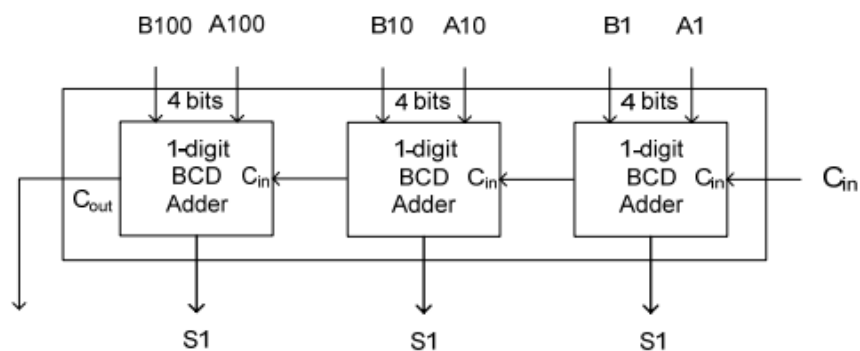 B100 A100 B10 A10 B1 A1
4 bits 4 bits 4 bits
1-digit 1-digit 1-digit
BCD Cin BCD Cin BCD Cin Cin
Adder Adder Adder
Cout
S1 S1 S1